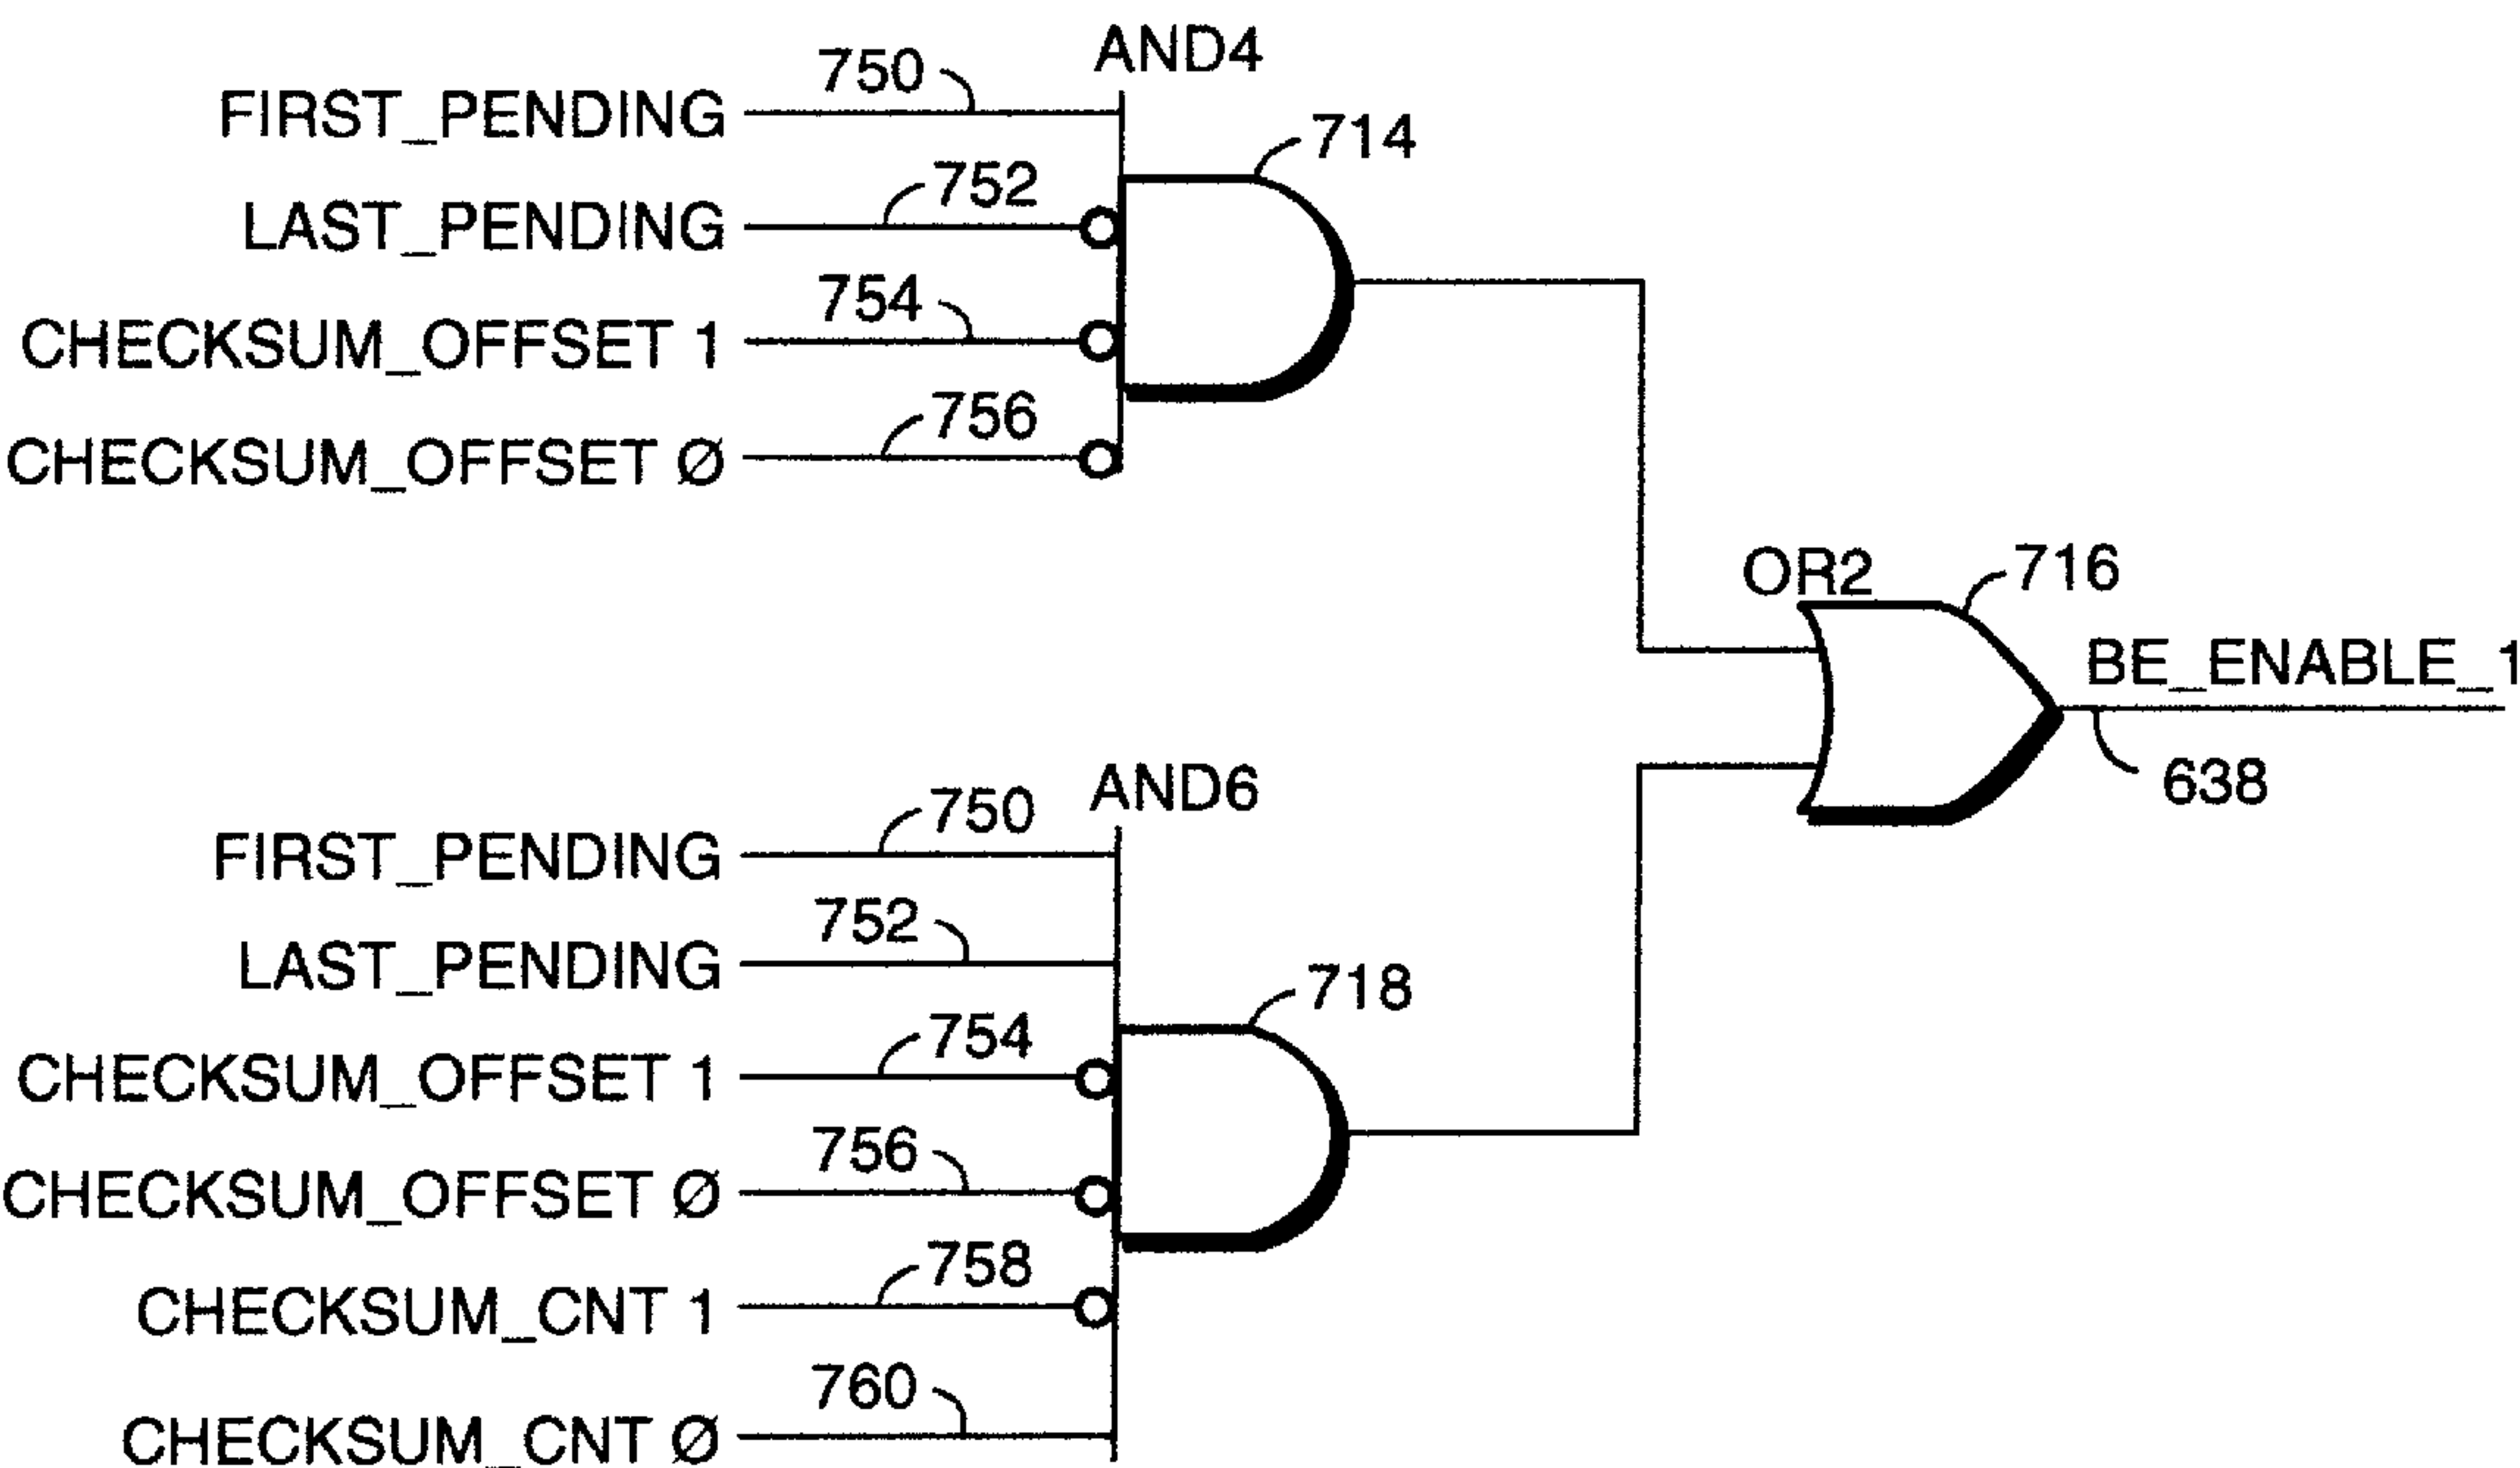 AND4
750
FIRST_PENDING
714
752
LAST_PENDING
754
CHECKSUM_OFFSET 1
756
CHECKSUM_OFFSET Ø
OR2
716
BE_ENABLE_1
638
AND6
750
FIRST_PENDING
752
LAST_PENDING
718
754
CHECKSUM_OFFSET 1
756
CHECKSUM_OFFSET Ø
758
CHECKSUM_CNT 1
760
CHECKSUM_CNT Ø